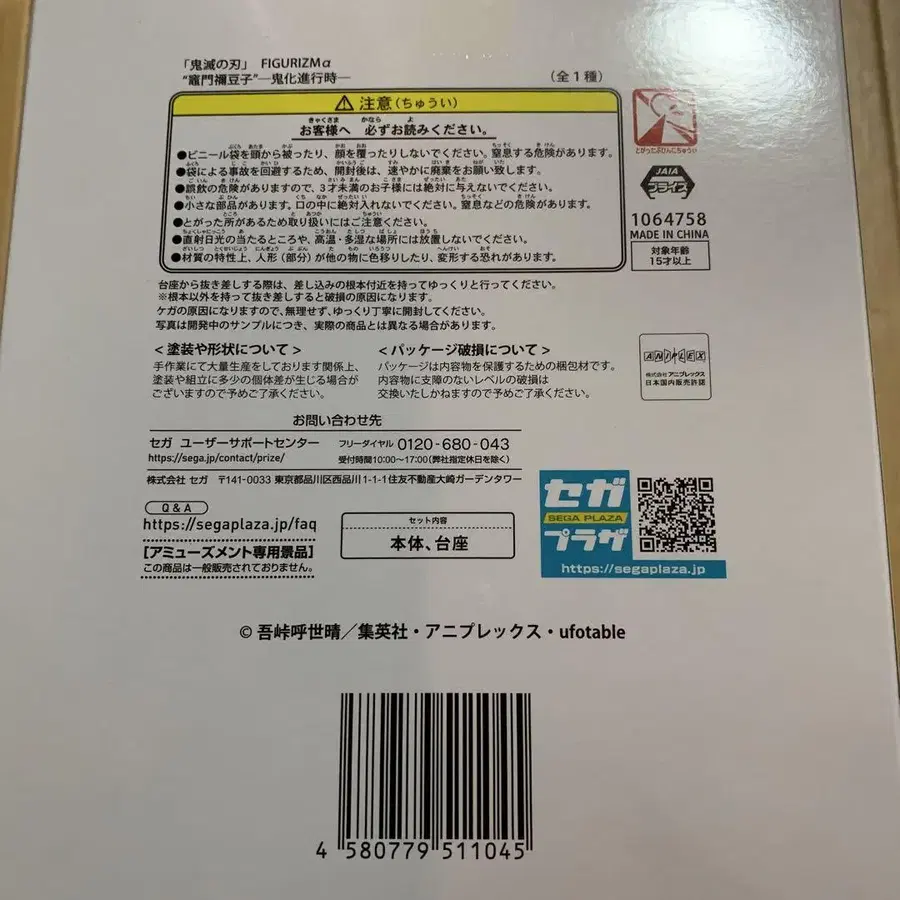 「鬼滅の刃」 FIGURIZMα
“竈門禰豆子”―鬼化進行時―
（全1種）
⚠ 注意（ちゅうい）
お客様へ 必ずお読みください。
●ビニール袋を頭から被ったり、顔を覆ったりしないでください。窒息する危険があります。
●袋による事故を回避するため、開封後は、速やかに廃棄をお願い致します。
●誤飲の危険がありますので、3才未満のお子様には絶対に与えないでください。
●小さな部品があります。口の中に絶対入れないでください。窒息などの危険があります。
●とがった所があるため取り扱いにはご注意ください。
●直射日光の当たるところや、高温・多湿な場所には放置しないでください。
●材質の特性上、人形（部分）が他の物に色移りしたり、変形する恐れがあります。
とがったぶひんにちゅうい
JAIA
プライズ
1064758
MADE IN CHINA
対象年齢
15才以上
台座から抜き差しする際は、差し込みの根本付近を持ってゆっくりと行ってください。
※根本以外を持って抜き差しすると破損の原因になります。
ケガの原因になりますので、無理せず、ゆっくり丁寧に開封してください。
写真は開発中のサンプルにつき、実際の商品とは異なる場合があります。
＜塗装や形状について＞
手作業にて大量生産をしております関係上、
塗装や組立に多少の個体差が生じる場合が
ございますので予めご了承ください。
＜パッケージ破損について＞
パッケージは内容物を保護するための梱包材です。
内容物に支障のないレベルの破損は
交換いたしかねますので予めご了承ください。
ANIPLEX
株式会社 アニプレックス
日本国内販売許諾
お問い合わせ先
セガ ユーザーサポートセンター
https://sega.jp/contact/prize/
フリーダイヤル 0120-680-043
受付時間10:00～17:00（弊社指定休日を除く）
株式会社 セガ 〒141-0033 東京都品川区西品川1-1-1住友不動産大崎ガーデンタワー
Q&A
https://segaplaza.jp/faq
【アミューズメント専用景品】
この商品は一般販売されておりません。
セット内容
本体、台座
セガ
SEGA PLAZA
プラザ
https://segaplaza.jp
© 吾峠呼世晴／集英社・アニプレックス・ufotable
4 580779 511045